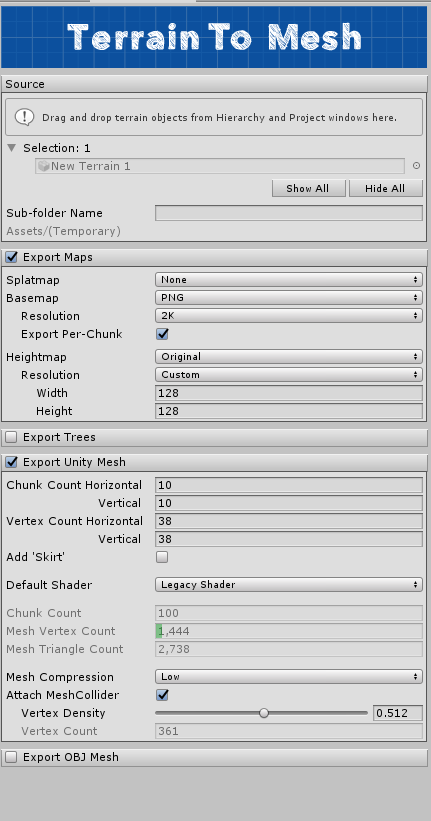 Terrain To Mesh
Source
Drag and drop terrain objects from Hierarchy and Project windows here.
Selection: 1
New Terrain 1
Show All Hide All
Sub-folder Name
Assets/(Temporary)
Export Maps
Splatmap None
Basemap PNG
Resolution 2K
Export Per-Chunk
Heightmap Original
Resolution Custom
Width 128
Height 128
Export Trees
Export Unity Mesh
Chunk Count Horizontal 10
Vertical 10
Vertex Count Horizontal 38
Vertical 38
Add 'Skirt'
Default Shader Legacy Shader
Chunk Count 100
Mesh Vertex Count 1,444
Mesh Triangle Count 2,738
Mesh Compression Low
Attach MeshCollider
Vertex Density 0.512
Vertex Count 361
Export OBJ Mesh